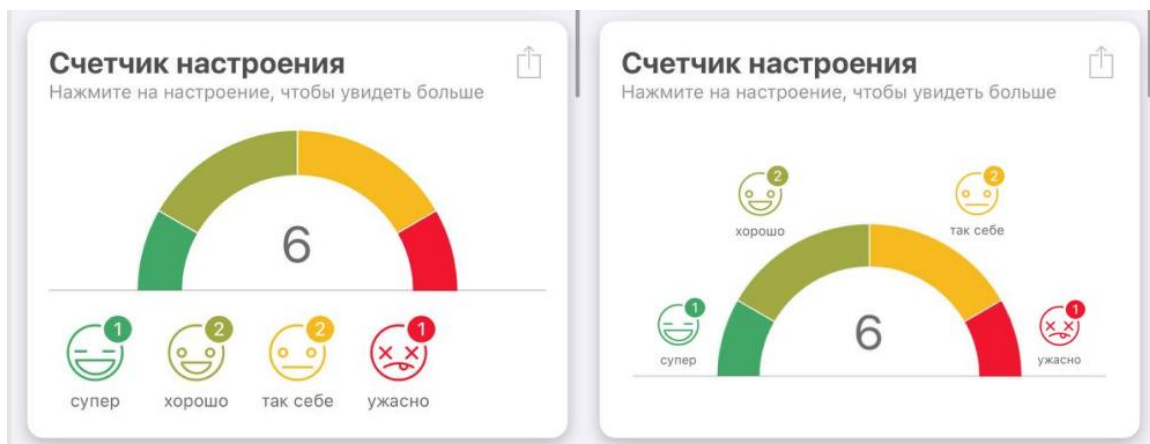 Счетчик настроения
Нажмите на настроение, чтобы увидеть больше
6
1
2
2
1
супер
хорошо
так себе
ужасно
Счетчик настроения
Нажмите на настроение, чтобы увидеть больше
2
хорошо
2
так себе
1
супер
6
1
ужасно